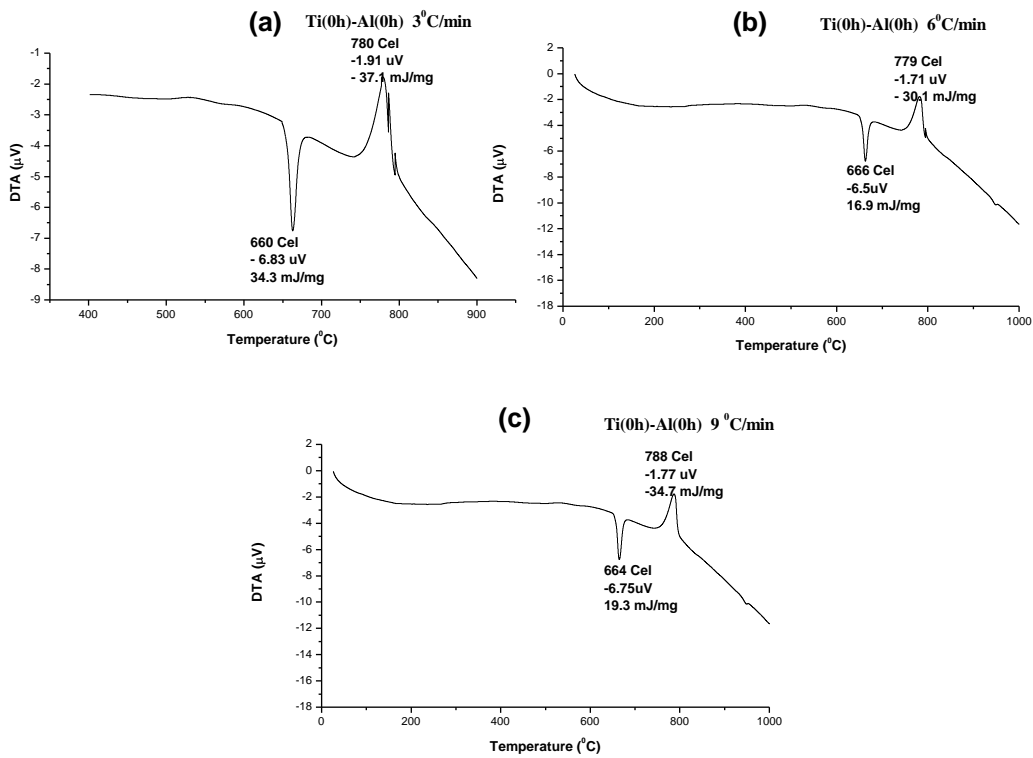 (a)
Ti(0h)-Al(0h) 3⁰C/min
780 Cel
-1.91 uV
- 37.1 mJ/mg
-1
-2
-3
-4
-5
-6
-7
-8
-9
DTA (μV)
660 Cel
- 6.83 uV
34.3 mJ/mg
400 500 600 700 800 900
Temperature (⁰C)
(b)
Ti(0h)-Al(0h) 6⁰C/min
779 Cel
-1.71 uV
- 30.1 mJ/mg
2
0
-2
-4
-6
-8
-10
-12
-14
-16
-18
DTA (μV)
666 Cel
-6.5uV
16.9 mJ/mg
0 200 400 600 800 1000
Temperature (⁰C)
(c)
Ti(0h)-Al(0h) 9 ⁰C/min
788 Cel
-1.77 uV
-34.7 mJ/mg
2
0
-2
-4
-6
-8
-10
-12
-14
-16
-18
DTA (μV)
664 Cel
-6.75uV
19.3 mJ/mg
0 200 400 600 800 1000
Temperature (⁰C)